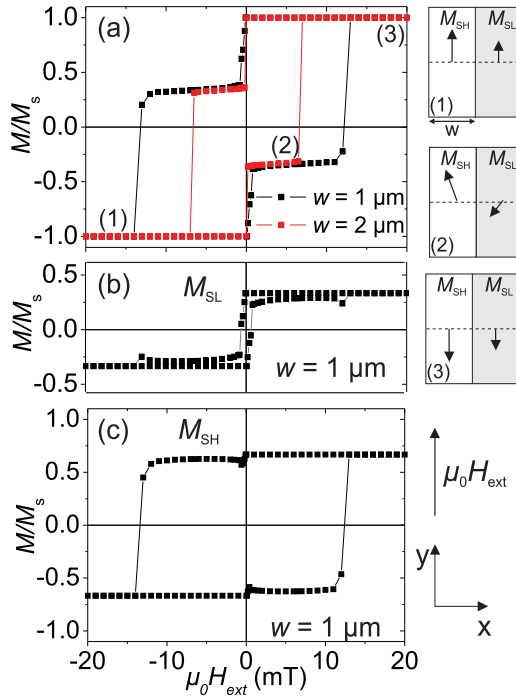 (a)
(3)
M/Ms
1.0
0.5
0.0
-0.5
-1.0
(2)
(1)
w = 1 µm
w = 2 µm
MSH
MSL
(1)
w
MSH
MSL
(2)
MSH
MSL
(3)
(b)
MSL
M/Ms
0.5
0.0
-0.5
w = 1 µm
(c)
MSH
M/Ms
1.0
0.5
0.0
-0.5
-1.0
w = 1 µm
-20
-10
0
10
20
µ0Hext (mT)
µ0Hext
y
x